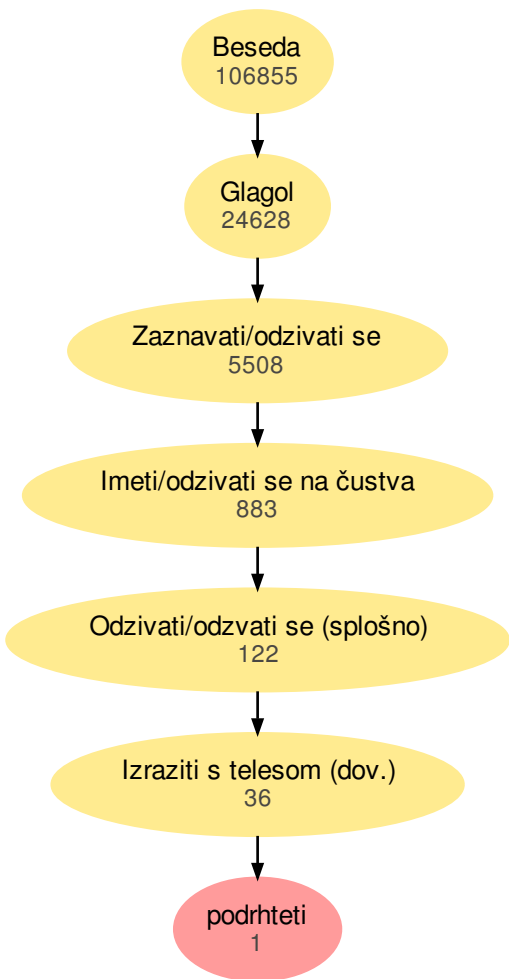 Beseda
106855
Glagol
24628
Zaznavati/odzivati se
5508
Imeti/odzivati se na čustva
883
Odzivati/odzvati se (splošno)
122
Izraziti s telesom (dov.)
36
podrhteti
1